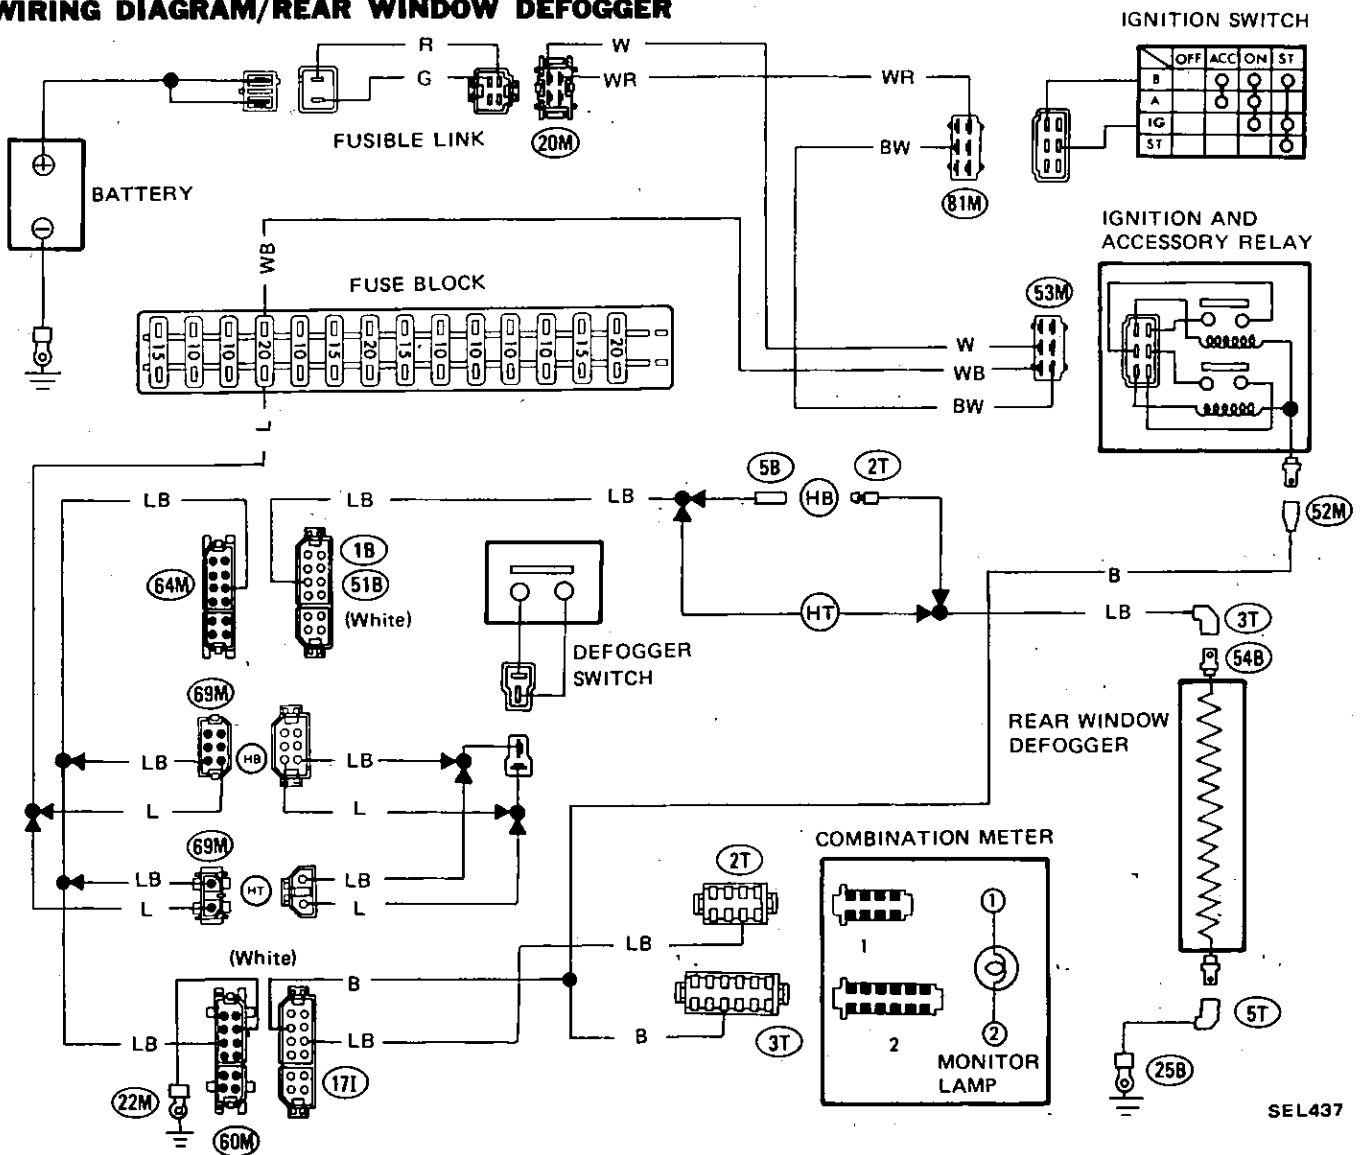 WIRING DIAGRAM/REAR WINDOW DEFOGGER
IGNITION SWITCH
OFF ACC ON ST
B
A
IG
ST
R
G
W
WR
WR
FUSIBLE LINK
20M
BW
81M
BATTERY
IGNITION AND
ACCESSORY RELAY
WB
FUSE BLOCK
53M
15 10 10 20 10 15 20 15 10 10 10 10 15 20
W
WB
BW
L
5B
2T
LB
LB
LB
HB
52M
1B
51B
(White)
64M
B
HT
LB
3T
54B
DEFOGGER
SWITCH
69M
REAR WINDOW
DEFOGGER
LB
HB
LB
L
L
COMBINATION METER
69M
2T
LB
HT
LB
L
L
1
1
LB
(White)
B
2
2
LB
LB
B
3T
5T
MONITOR
LAMP
17I
22M
25B
60M
SEL437